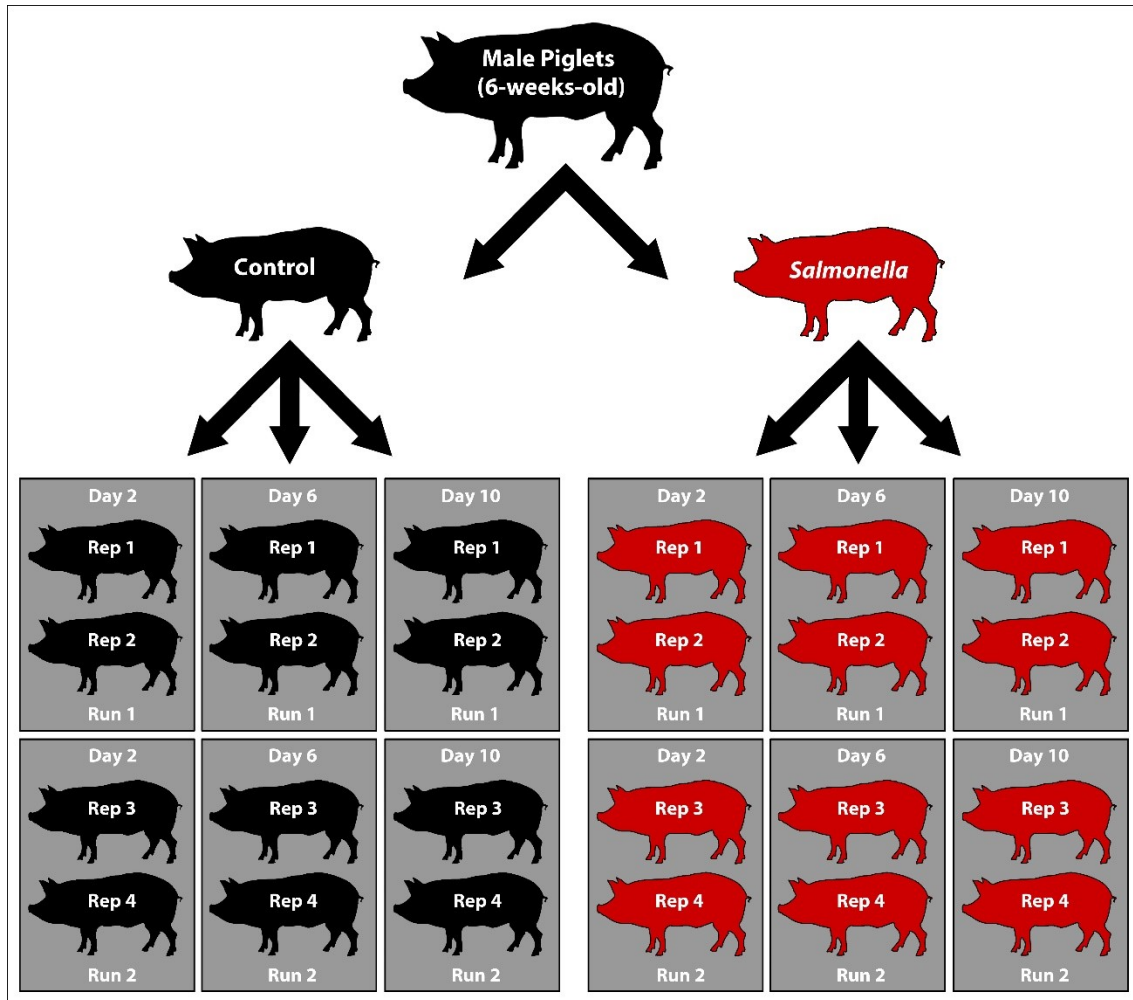 Male Piglets
(6-weeks-old)
Control
Salmonella
Day 2
Rep 1
Rep 2
Run 1
Day 6
Rep 1
Rep 2
Run 1
Day 10
Rep 1
Rep 2
Run 1
Day 2
Rep 1
Rep 2
Run 1
Day 6
Rep 1
Rep 2
Run 1
Day 10
Rep 1
Rep 2
Run 1
Day 2
Rep 3
Rep 4
Run 2
Day 6
Rep 3
Rep 4
Run 2
Day 10
Rep 3
Rep 4
Run 2
Day 2
Rep 3
Rep 4
Run 2
Day 6
Rep 3
Rep 4
Run 2
Day 10
Rep 3
Rep 4
Run 2